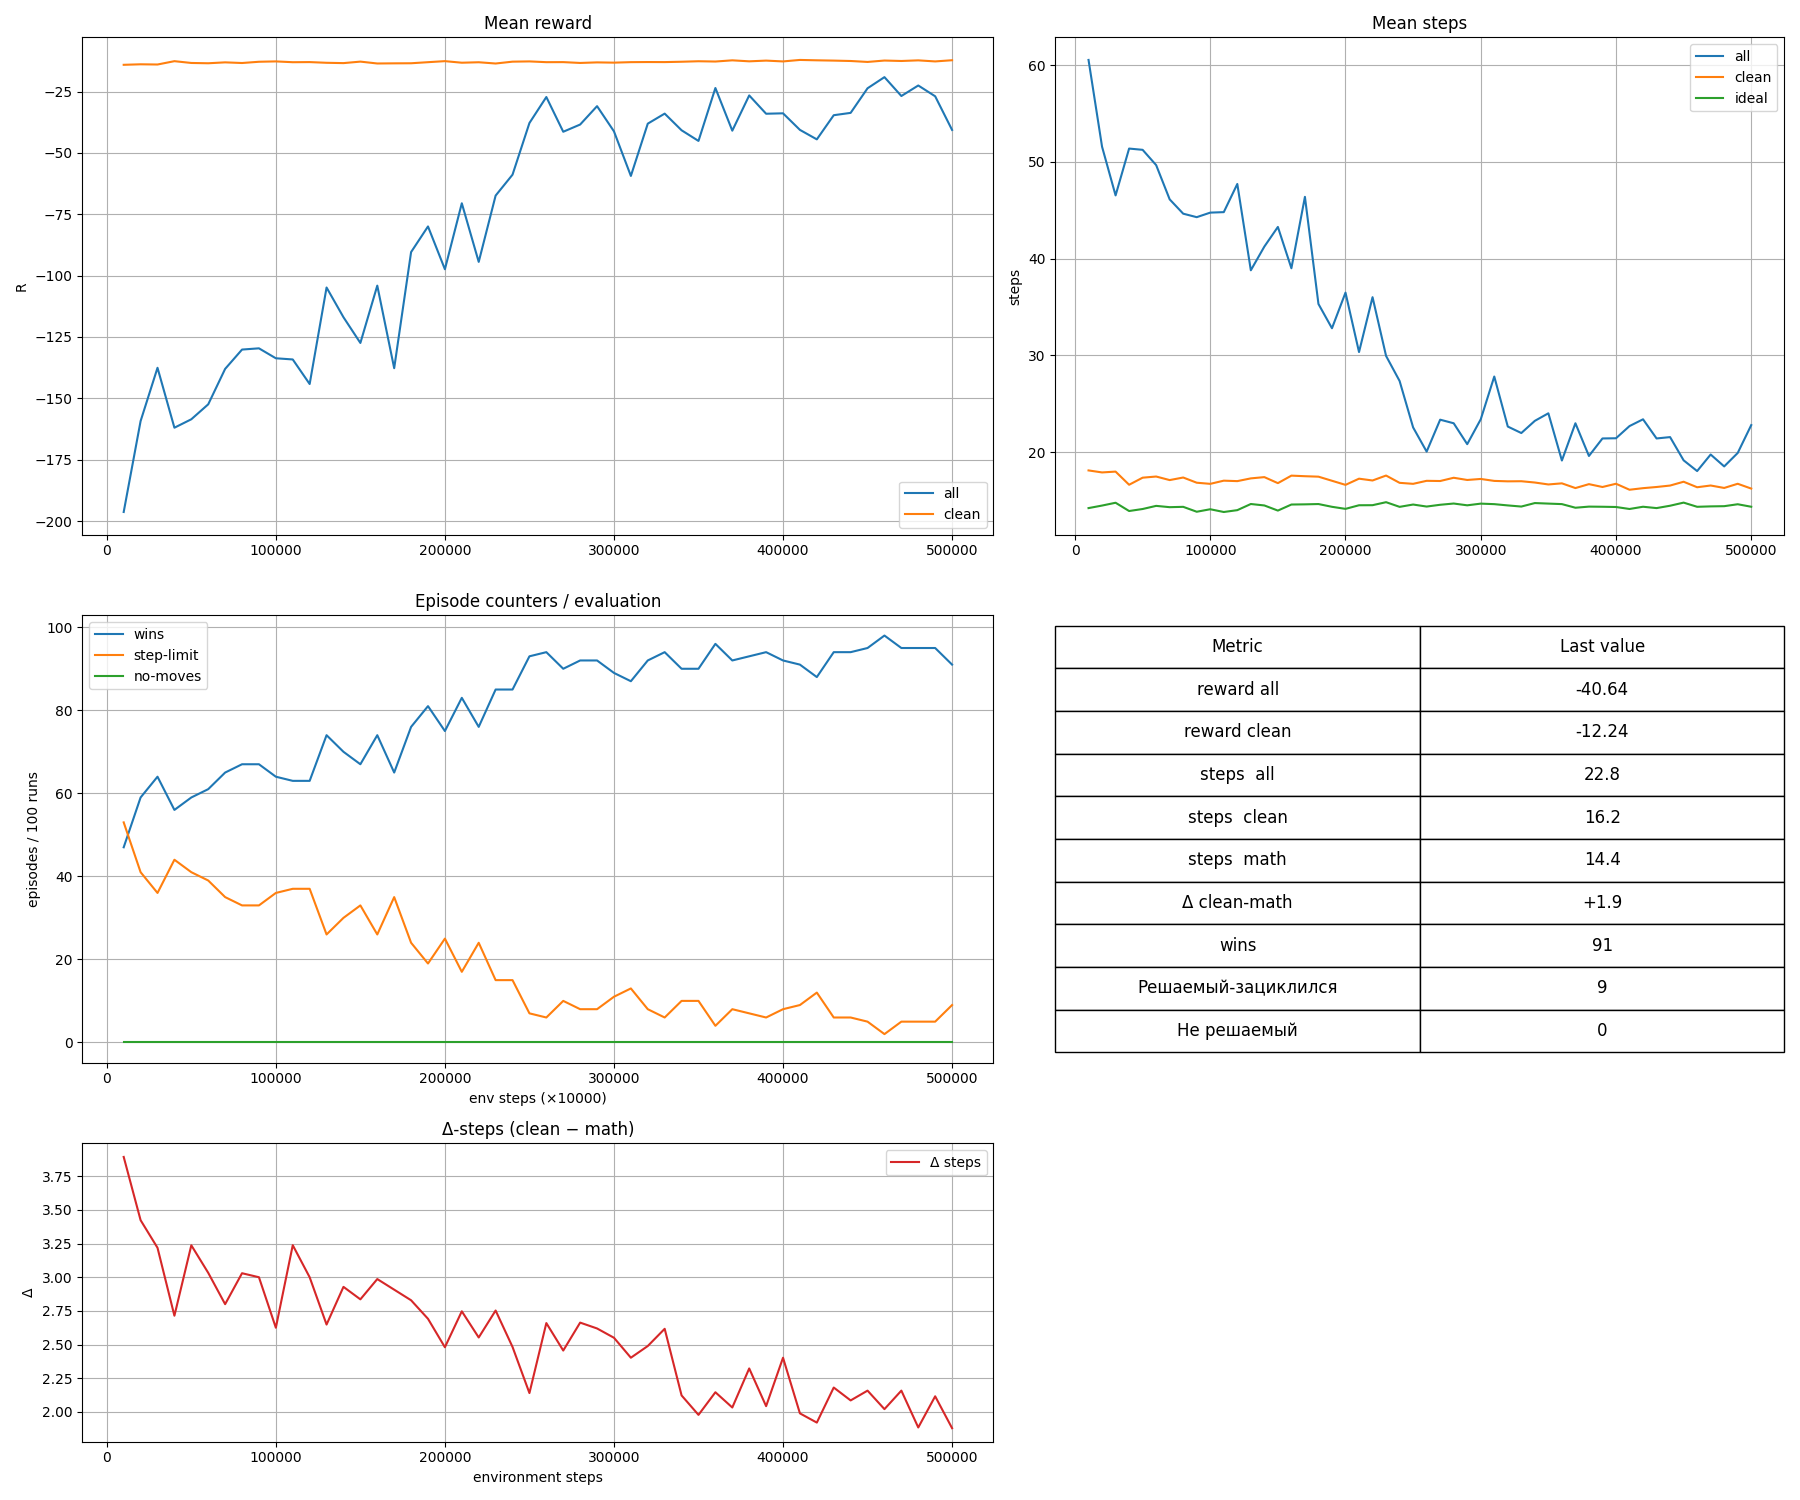 Mean reward
R
−25
−50
−75
−100
−125
−150
−175
−200
0 100000 200000 300000 400000 500000
all
clean
Mean steps
steps
60
50
40
30
20
0 100000 200000 300000 400000 500000
all
clean
ideal
Episode counters / evaluation
episodes / 100 runs
100
80
60
40
20
0
0 100000 200000 300000 400000 500000
env steps (×10000)
wins
step-limit
no-moves
Metric Last value
reward all -40.64
reward clean -12.24
steps all 22.8
steps clean 16.2
steps math 14.4
Δ clean-math +1.9
wins 91
Решаемый-зациклился 9
Не решаемый 0
Δ-steps (clean − math)
Δ
3.75
3.50
3.25
3.00
2.75
2.50
2.25
2.00
0 100000 200000 300000 400000 500000
environment steps
Δ steps